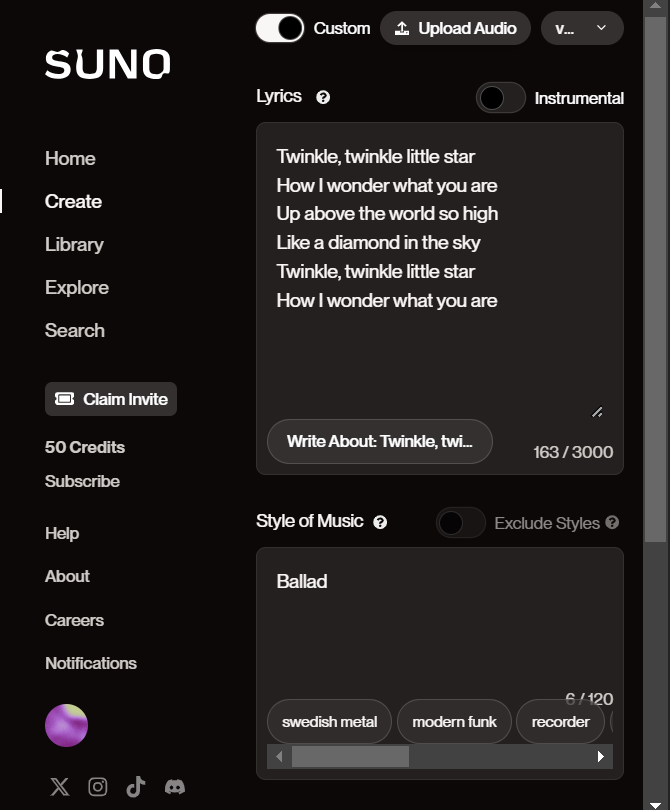 Custom
Upload Audio
v...
SUNO
Lyrics
Instrumental
Home
Create
Library
Explore
Search
Claim Invite
50 Credits
Subscribe
Help
About
Careers
Notifications
Twinkle, twinkle little star
How I wonder what you are
Up above the world so high
Like a diamond in the sky
Twinkle, twinkle little star
How I wonder what you are
Write About: Twinkle, twi...
163 / 3000
Style of Music
Exclude Styles
Ballad
6 / 120
swedish metal
modern funk
recorder